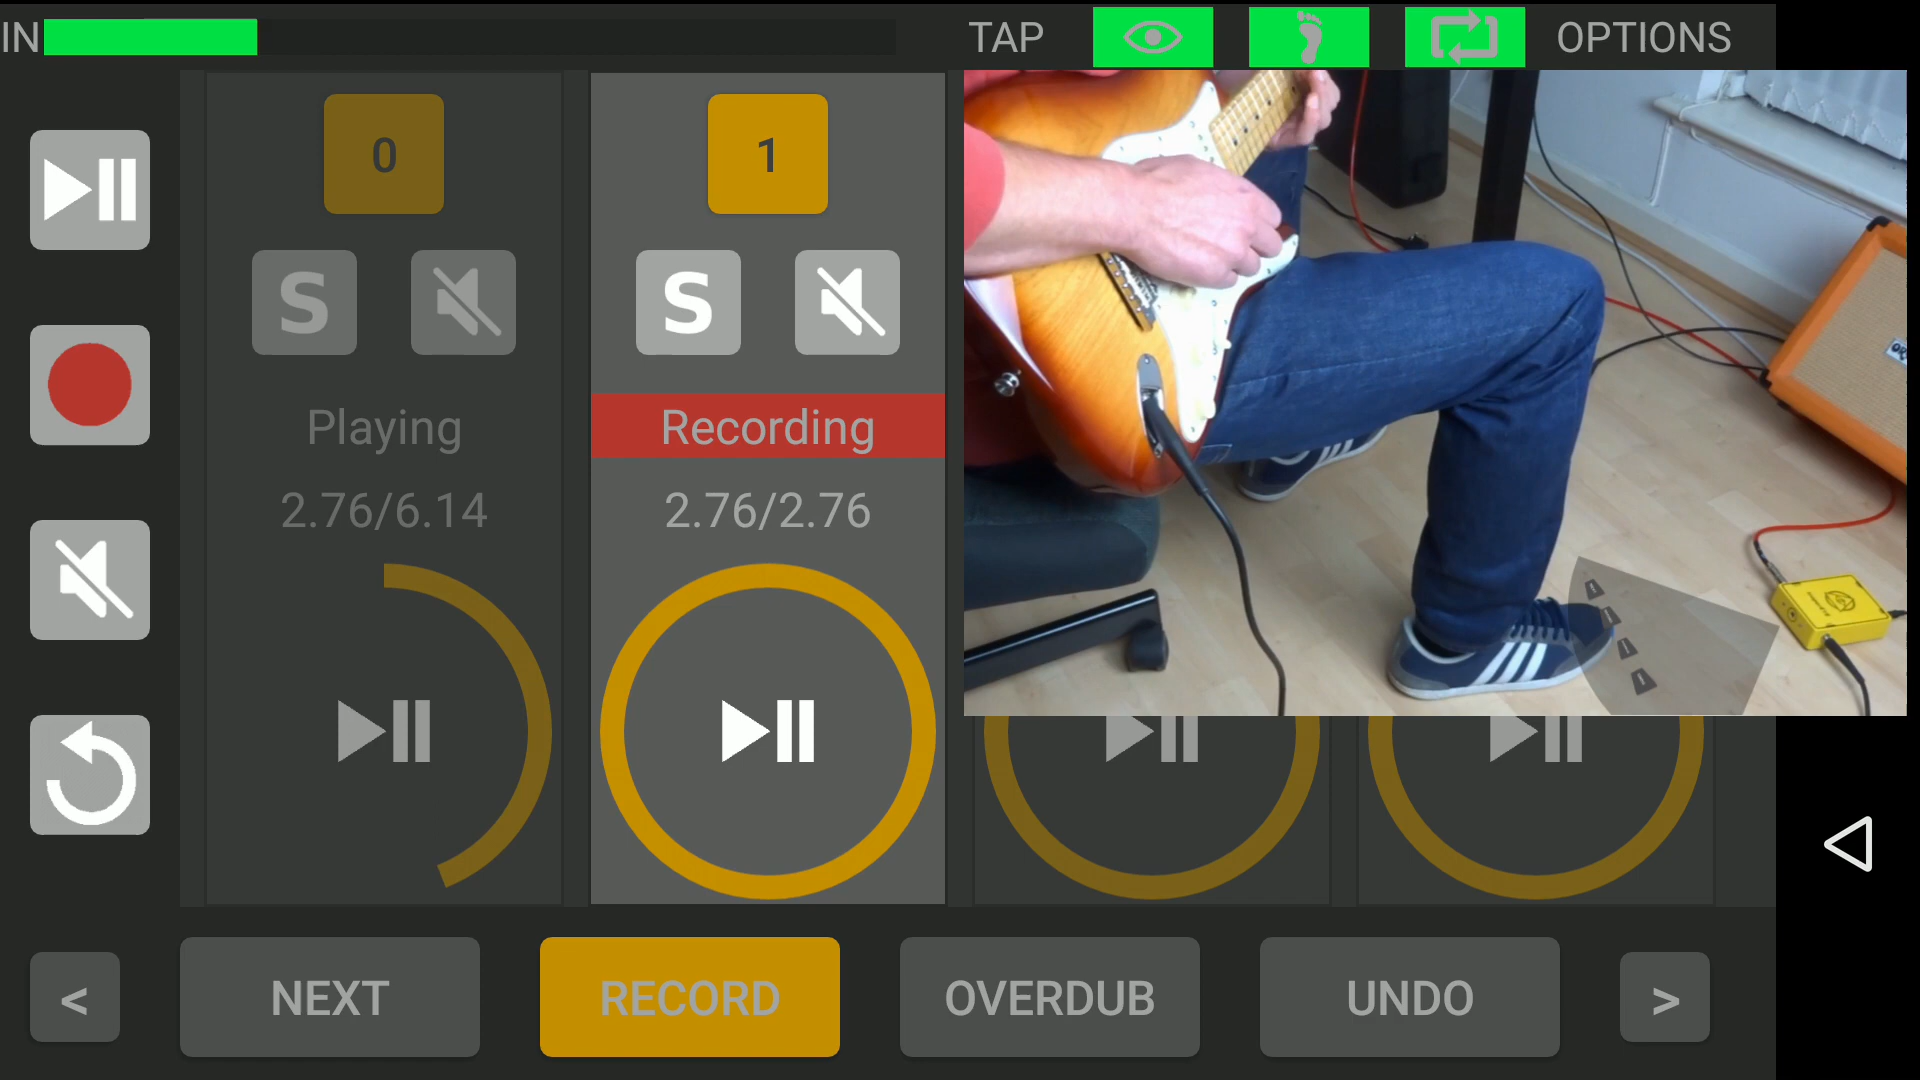 IN TAP OPTIONS
0 1
S S
Playing Recording
2.76/6.14 2.76/2.76
< NEXT RECORD OVERDUB UNDO >